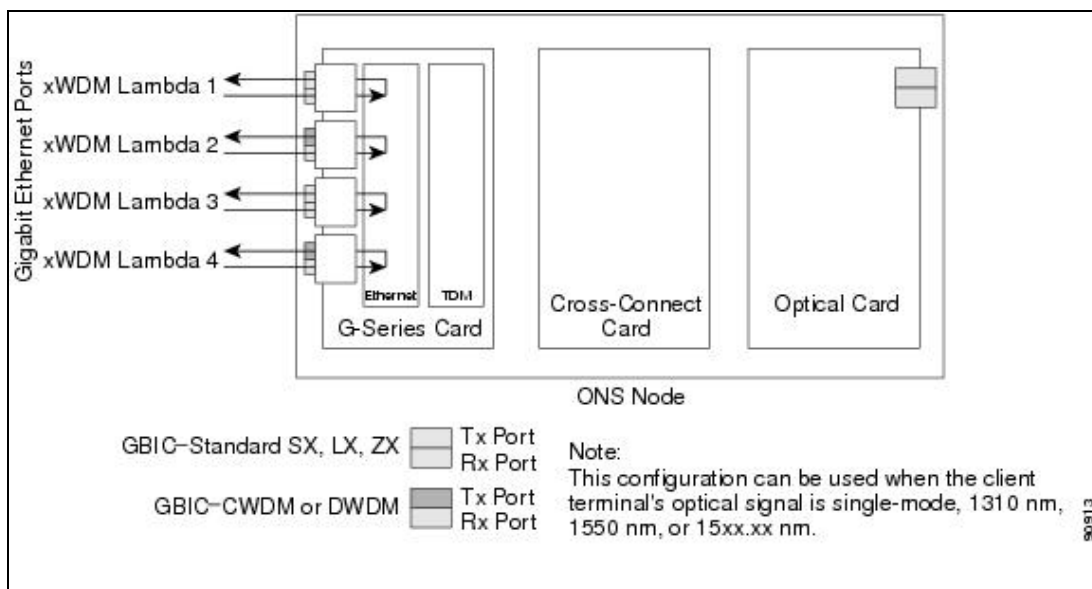 Gigabit Ethernet Ports
xWDM Lambda 1
xWDM Lambda 2
xWDM Lambda 3
xWDM Lambda 4
Ethernet
TDM
G-Series Card
Cross-Connect
Card
Optical Card
ONS Node
GBIC-Standard SX, LX, ZX
Tx Port
Rx Port
GBIC-CWDM or DWDM
Tx Port
Rx Port
Note:
This configuration can be used when the client
terminal's optical signal is single-mode, 1310 nm,
1550 nm, or 15xx.xx nm.
90913